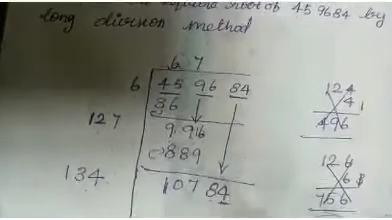 square root of 459684 by
long division method
6 7
6 45 96 84
36
127 9 96
889
134 107 84
124
4
496
126
6
756